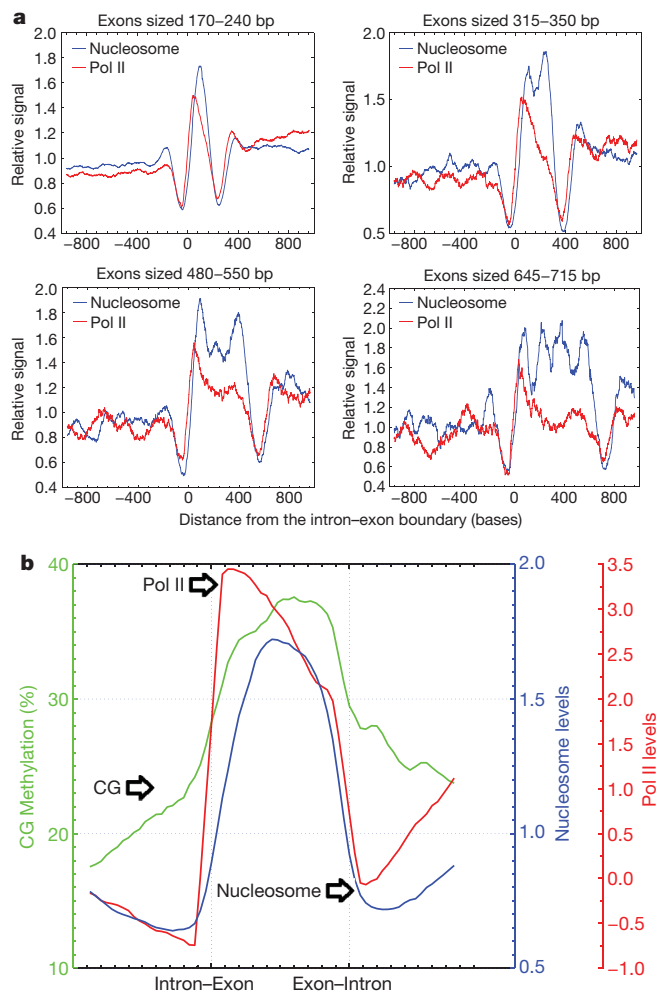 a
Exons sized 170–240 bp
Exons sized 315–350 bp
Nucleosome
Pol II
Nucleosome
Pol II
Relative signal
1.8
1.6
1.4
1.2
1.0
0.8
0.6
0.4
−800 −400 0 400 800
Relative signal
2.0
1.5
1.0
0.5
−800 −400 0 400 800
Exons sized 480–550 bp
Exons sized 645–715 bp
Nucleosome
Pol II
Nucleosome
Pol II
Relative signal
2.0
1.8
1.6
1.4
1.2
1.0
0.8
0.6
0.4
−800 −400 0 400 800
Relative signal
2.4
2.2
2.0
1.8
1.6
1.4
1.2
1.0
0.8
0.6
0.4
−800 −400 0 400 800
Distance from the intron–exon boundary (bases)
b
CG Methylation (%)
40
30
20
10
Pol II
CG
Nucleosome
Intron–Exon
Exon–Intron
2.0
1.5
1.0
0.5
Nucleosome levels
3.5
3.0
2.5
2.0
1.5
1.0
0.5
0.0
−0.5
−1.0
Pol II levels